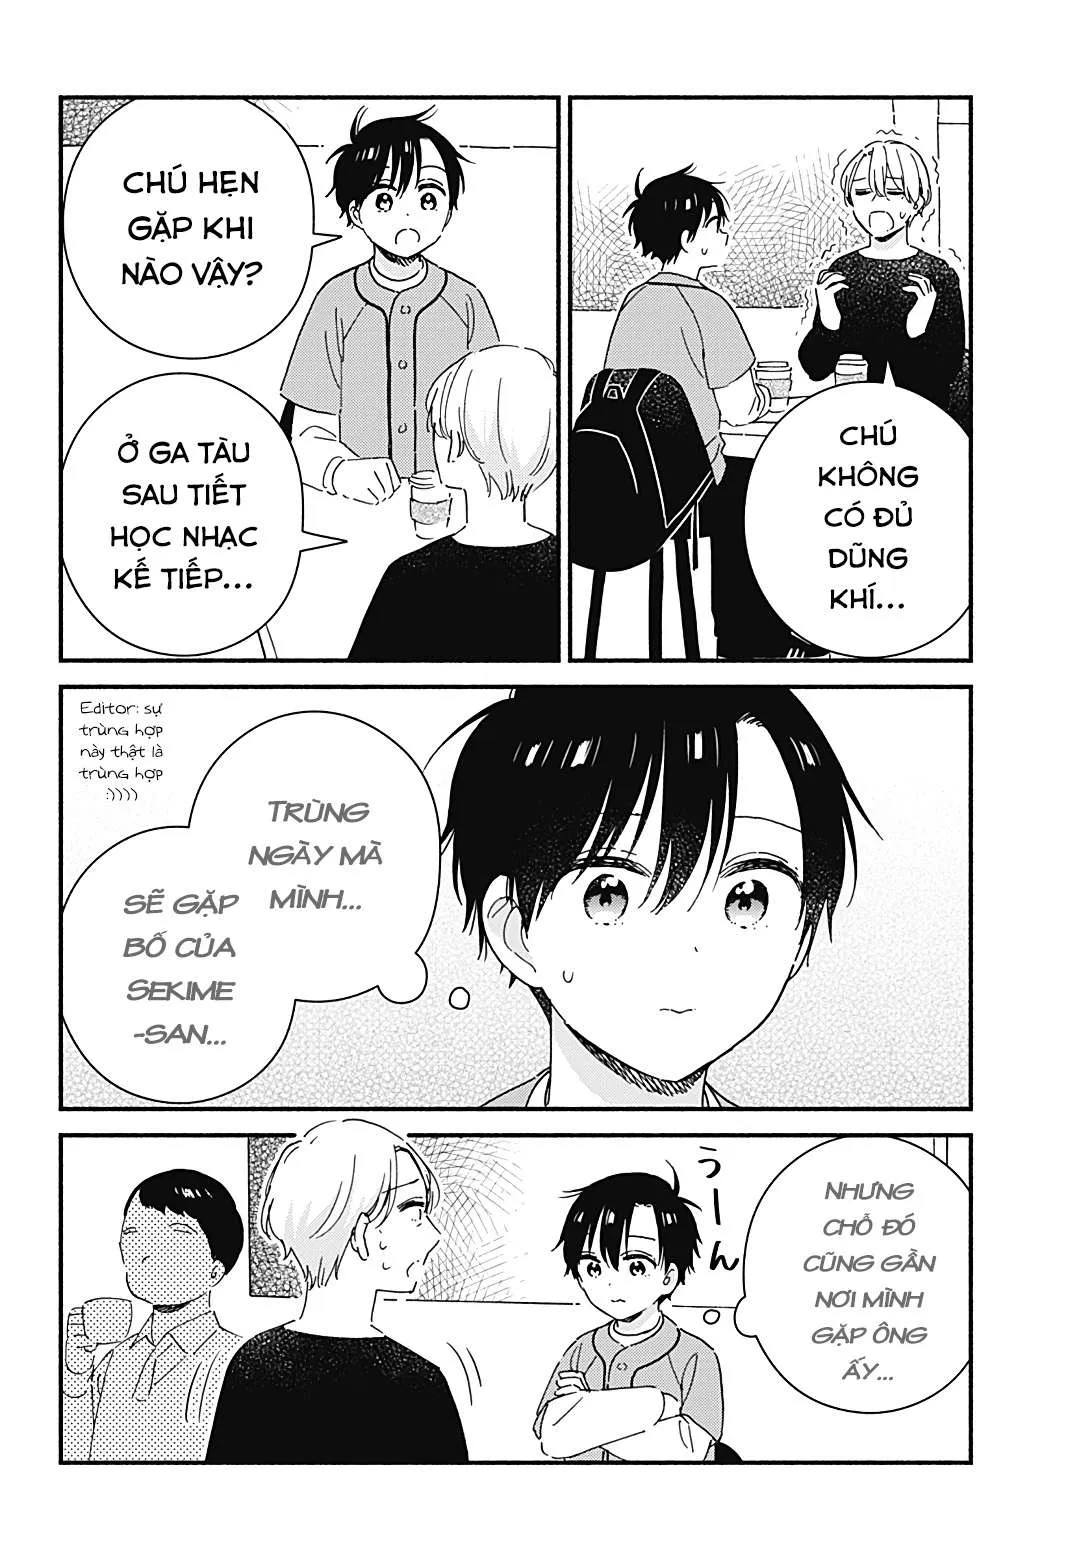 CHÚ
KHÔNG
CÓ ĐỦ
DŨNG
KHÍ...
CHÚ HẸN
GẶP KHI
NÀO VẬY?
Ở GA TÀU
SAU TIẾT
HỌC NHẠC
KẾ TIẾP...
TRÙNG
NGÀY MÀ
MÌNH...
SẼ GẶP
BỐ CỦA
SEKIME
-SAN...
Editor: sự
trùng hợp
này thật là
trùng hợp
:))))
NHƯNG
CHỖ ĐÓ
CŨNG GẦN
NƠI MÌNH
GẶP ÔNG
ẤY...
うーん